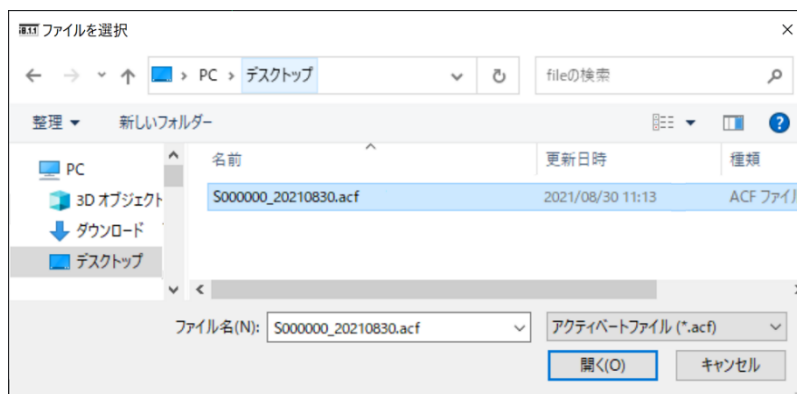 ファイルを選択
PC › デスクトップ
fileの検索
整理
新しいフォルダー
名前 更新日時 種類
PC
3D オブジェクト
ダウンロード
デスクトップ
S000000_20210830.acf 2021/08/30 11:13 ACF ファイル
ファイル名(N): S000000_20210830.acf アクティベートファイル (*.acf)
開く(O) キャンセル